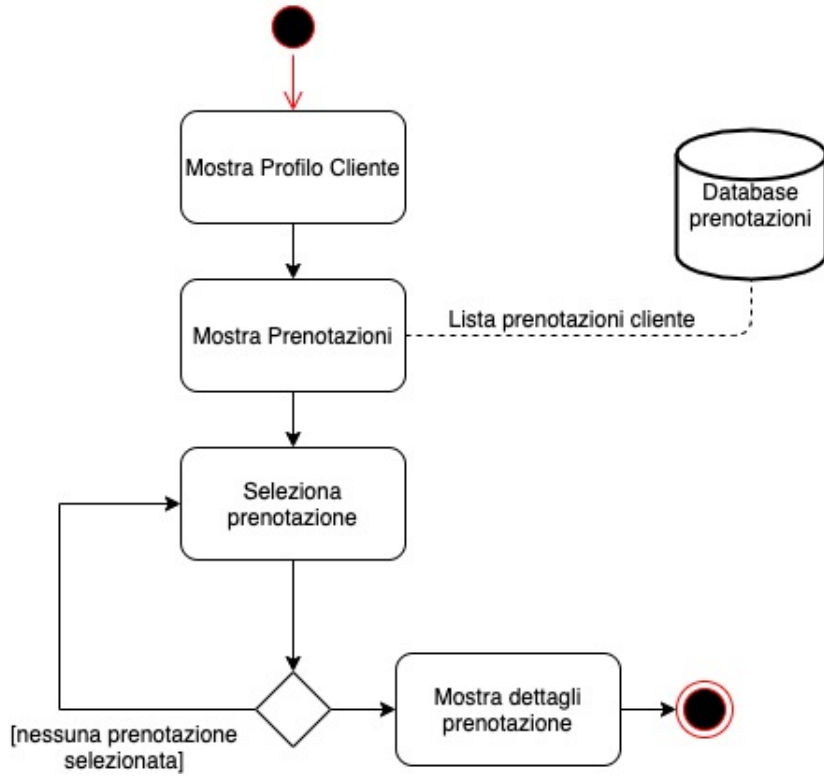 Mostra Profilo Cliente
Database
prenotazioni
Mostra Prenotazioni
Lista prenotazioni cliente
Seleziona
prenotazione
Mostra dettagli
prenotazione
[nessuna prenotazione
selezionata]